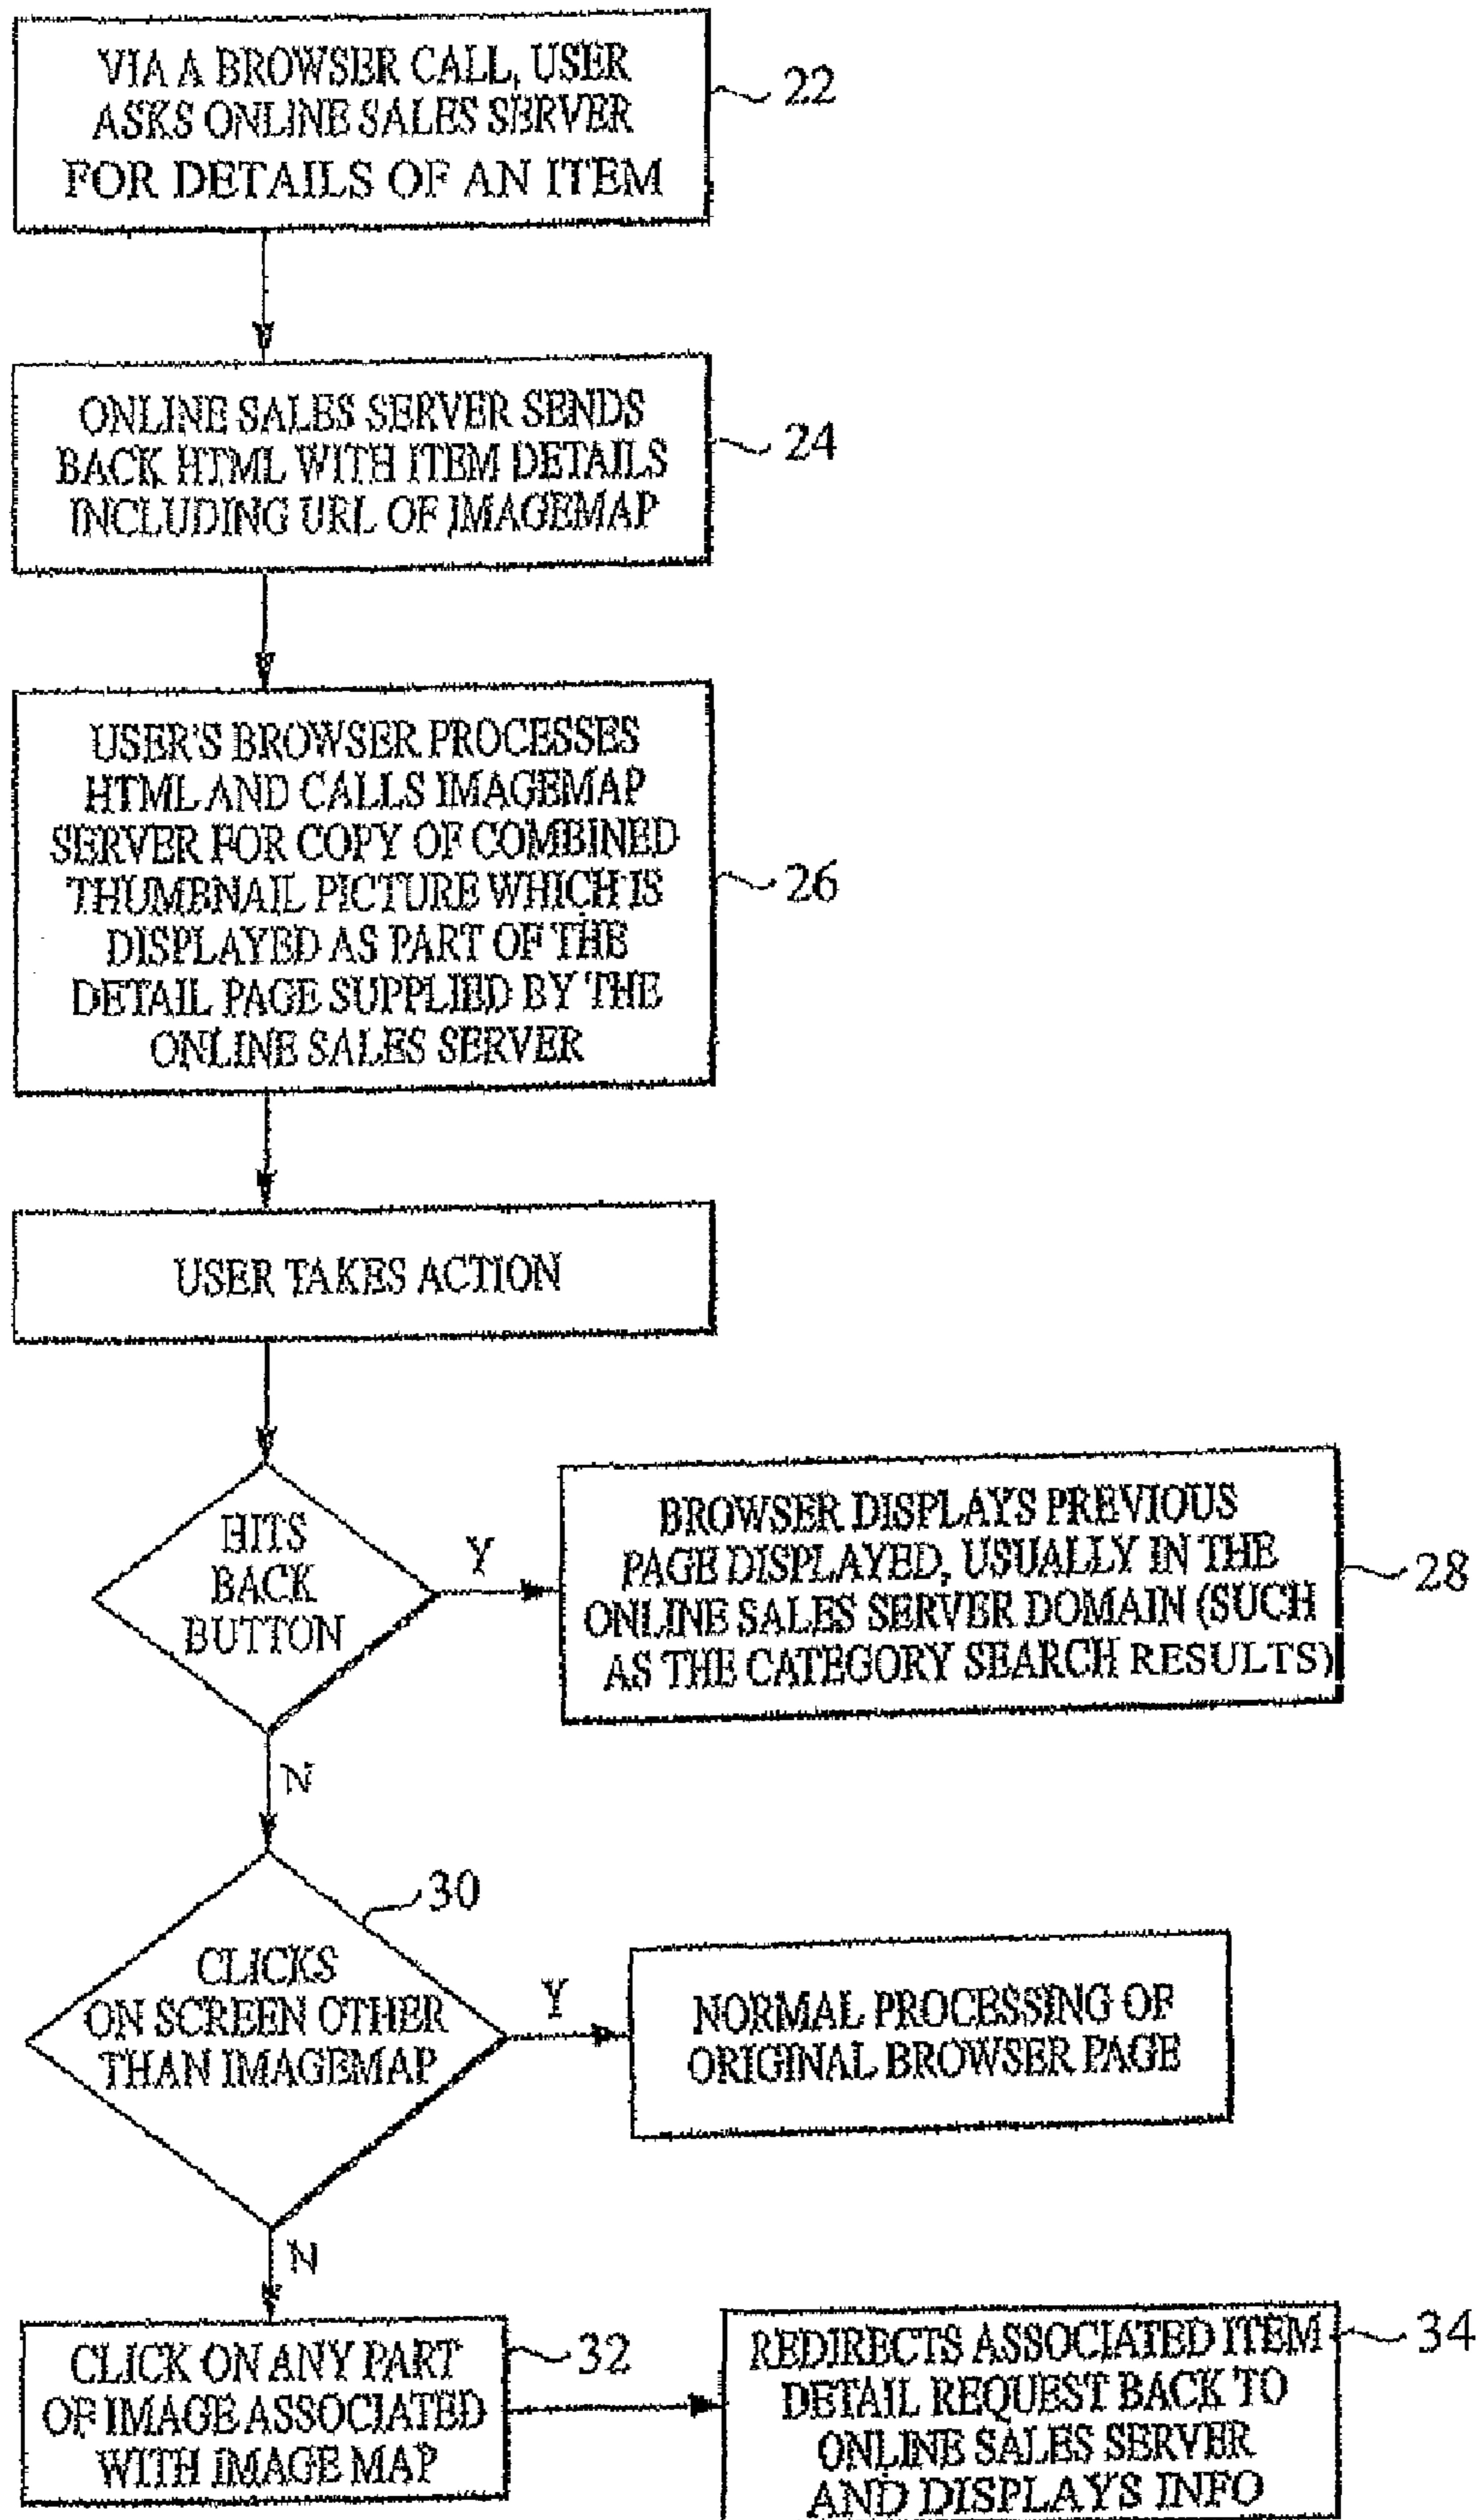 VIA A BROWSER CALL, USER
ASKS ONLINE SALES SERVER
FOR DETAILS OF AN ITEM
22
ONLINE SALES SERVER SENDS
BACK HTML WITH ITEM DETAILS
INCLUDING URL OF IMAGEMAP
24
USER'S BROWSER PROCESSES
HTML AND CALLS IMAGEMAP
SERVER FOR COPY OF COMBINED
THUMBNAIL PICTURE WHICH IS
DISPLAYED AS PART OF THE
DETAIL PAGE SUPPLIED BY THE
ONLINE SALES SERVER
26
USER TAKES ACTION
HITS
BACK
BUTTON
Y
BROWSER DISPLAYS PREVIOUS
PAGE DISPLAYED, USUALLY IN THE
ONLINE SALES SERVER DOMAIN (SUCH
AS THE CATEGORY SEARCH RESULTS)
28
N
30
CLICKS
ON SCREEN OTHER
THAN IMAGEMAP
Y
NORMAL PROCESSING OF
ORIGINAL BROWSER PAGE
N
CLICK ON ANY PART
OF IMAGE ASSOCIATED
WITH IMAGE MAP
32
REDIRECTS ASSOCIATED ITEM
DETAIL REQUEST BACK TO
ONLINE SALES SERVER
AND DISPLAYS INFO
34